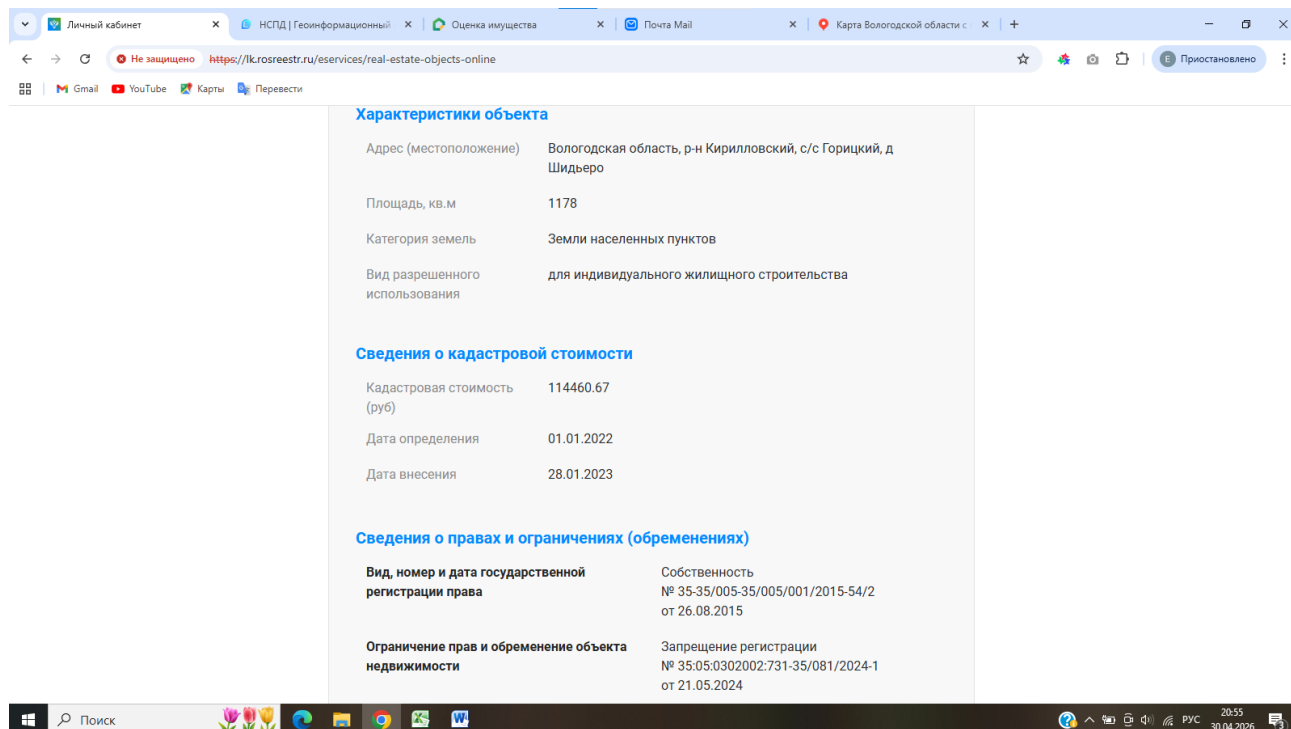 Личный кабинет
НСПД | Геоинформационный
Оценка имущества
Почта Mail
Карта Вологодской области с
Не защищено https://lk.rosreestr.ru/eservices/real-estate-objects-online
E Приостановлено
Gmail YouTube Карты Перевести
Характеристики объекта
Адрес (местоположение) Вологодская область, р-н Кирилловский, с/с Горицкий, д
Шидьеро
Площадь, кв.м 1178
Категория земель Земли населенных пунктов
Вид разрешенного для индивидуального жилищного строительства
использования
Сведения о кадастровой стоимости
Кадастровая стоимость 114460.67
(руб)
Дата определения 01.01.2022
Дата внесения 28.01.2023
Сведения о правах и ограничениях (обременениях)
Вид, номер и дата государственной Собственность
регистрации права № 35-35/005-35/005/001/2015-54/2
от 26.08.2015
Ограничение прав и обременение объекта Запрещение регистрации
недвижимости № 35:05:0302002:731-35/081/2024-1
от 21.05.2024
Поиск
РУС
20:55
30.04.2026